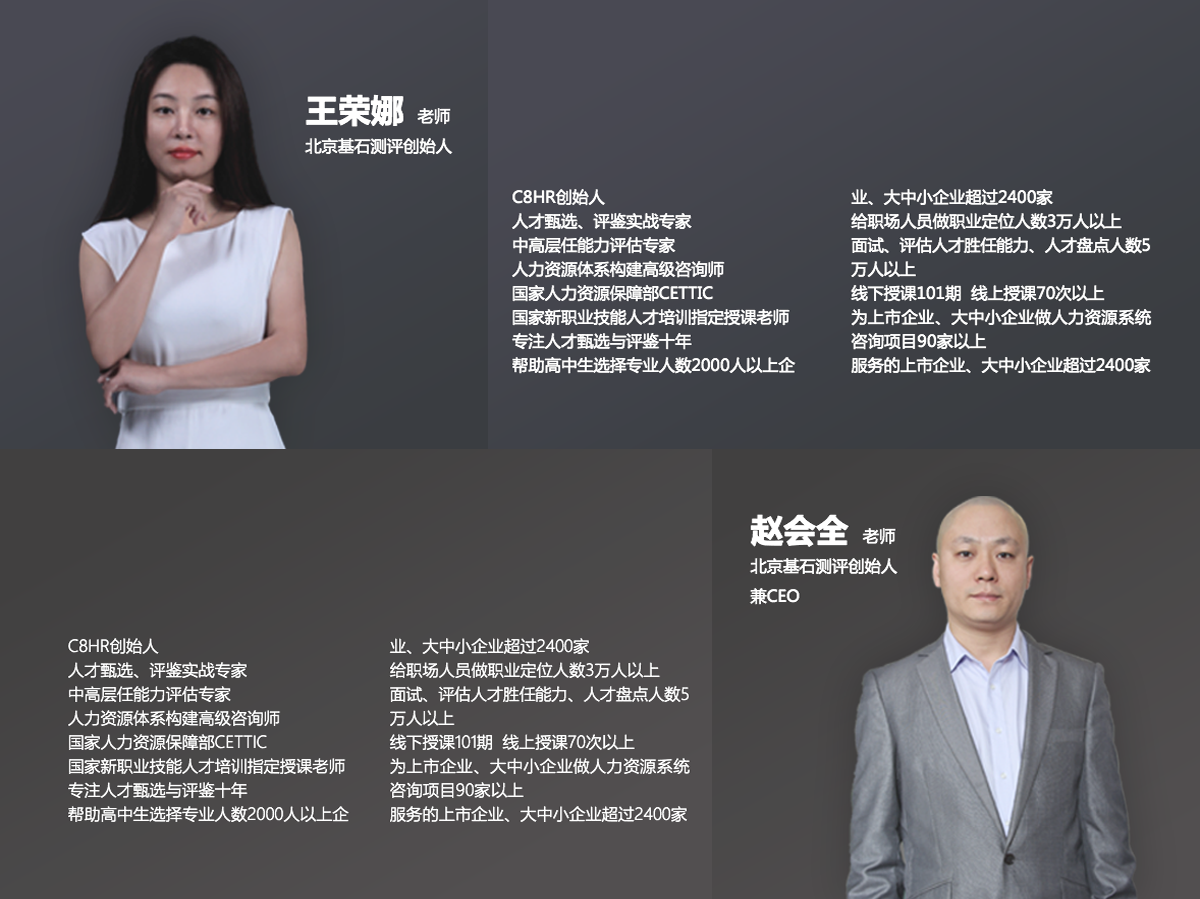 王荣娜 老师
北京基石测评创始人
C8HR创始人
人才甄选、评鉴实战专家
中高层任能力评估专家
人力资源体系构建高级咨询师
国家人力资源保障部CETTIC
国家新职业技能人才培训指定授课老师
专注人才甄选与评鉴十年
帮助高中生选择专业人数2000人以上企
业、大中小企业超过2400家
给职场人员做职业定位人数3万人以上
面试、评估人才胜任能力、人才盘点人数5
万人以上
线下授课101期 线上授课70次以上
为上市企业、大中小企业做人力资源系统
咨询项目90家以上
服务的上市企业、大中小企业超过2400家
赵会全 老师
北京基石测评创始人
兼CEO
C8HR创始人
人才甄选、评鉴实战专家
中高层任能力评估专家
人力资源体系构建高级咨询师
国家人力资源保障部CETTIC
国家新职业技能人才培训指定授课老师
专注人才甄选与评鉴十年
帮助高中生选择专业人数2000人以上企
业、大中小企业超过2400家
给职场人员做职业定位人数3万人以上
面试、评估人才胜任能力、人才盘点人数5
万人以上
线下授课101期 线上授课70次以上
为上市企业、大中小企业做人力资源系统
咨询项目90家以上
服务的上市企业、大中小企业超过2400家